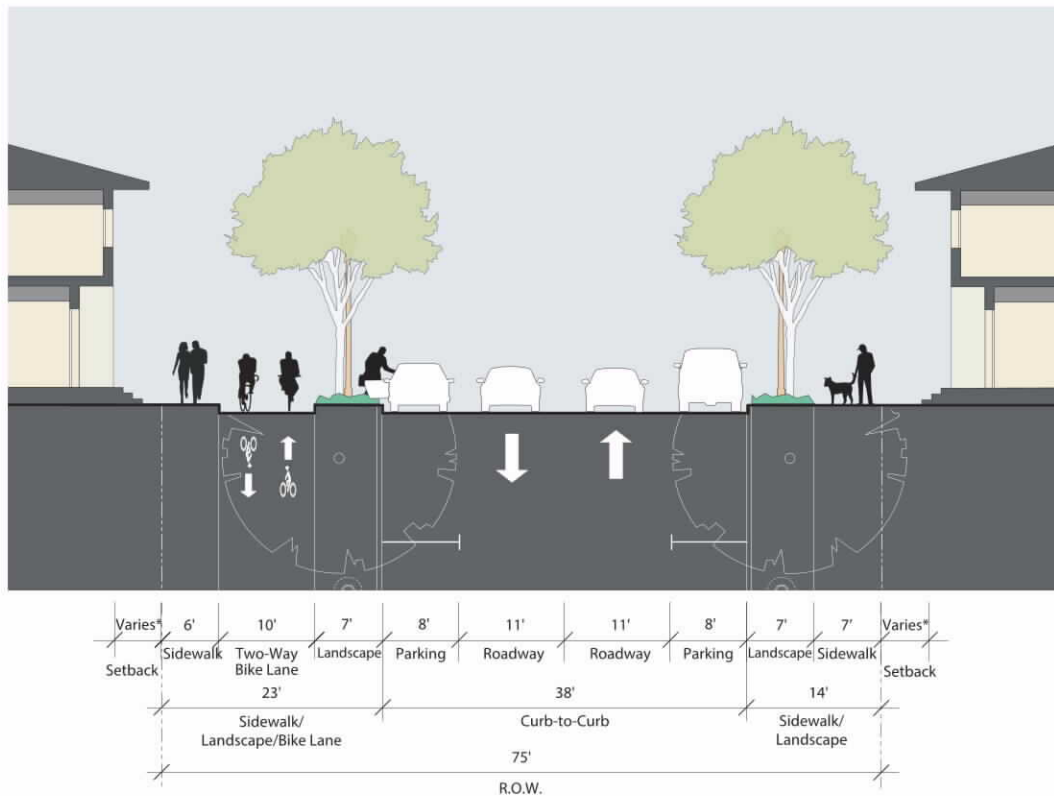 Varies* 6' 10' 7' 8' 11' 11' 8' 7' 7' Varies*
Setback Sidewalk Two-Way Landscape Parking Roadway Roadway Parking Landscape Sidewalk Setback
Bike Lane
23' 38' 14'
Sidewalk/ Curb-to-Curb Sidewalk/
Landscape/Bike Lane Landscape
75'
R.O.W.